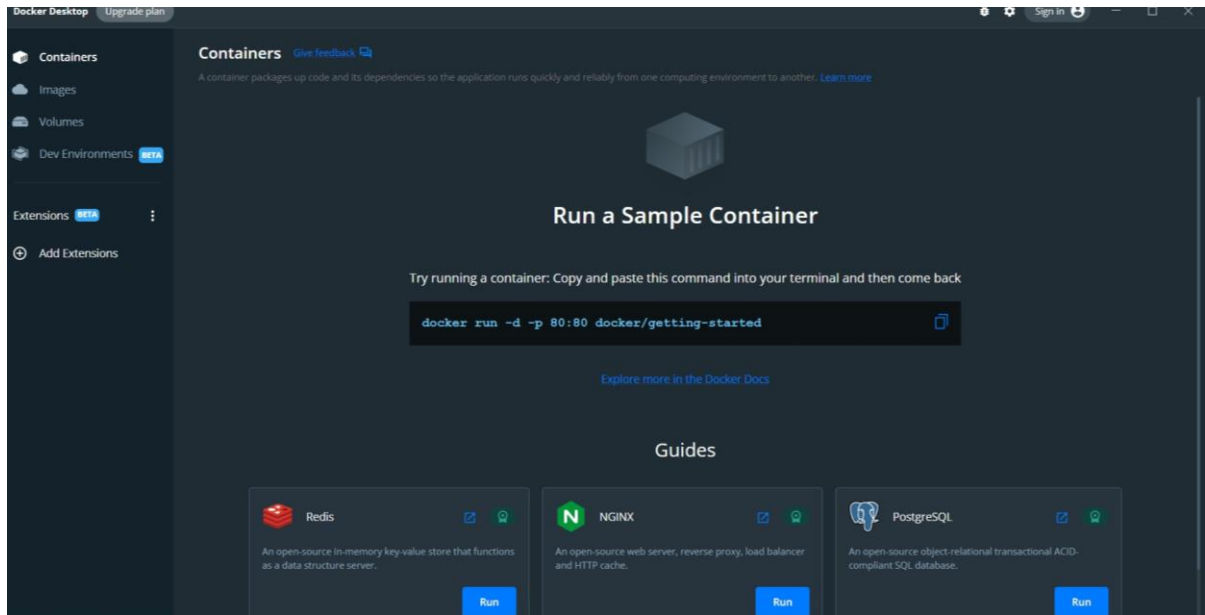 Docker Desktop Upgrade plan Sign in
Containers
Images
Volumes
Dev Environments BETA
Extensions BETA
Add Extensions
Containers Give feedback
A container packages up code and its dependencies so the application runs quickly and reliably from one computing environment to another. Learn more
Run a Sample Container
Try running a container: Copy and paste this command into your terminal and then come back
docker run -d -p 80:80 docker/getting-started
Explore more in the Docker Docs
Guides
Redis
An open-source in-memory key-value store that functions
as a data structure server.
Run
NGINX
An open-source web server, reverse proxy, load balancer
and HTTP cache.
Run
PostgreSQL
An open-source object-relational transactional ACID-
compliant SQL database.
Run